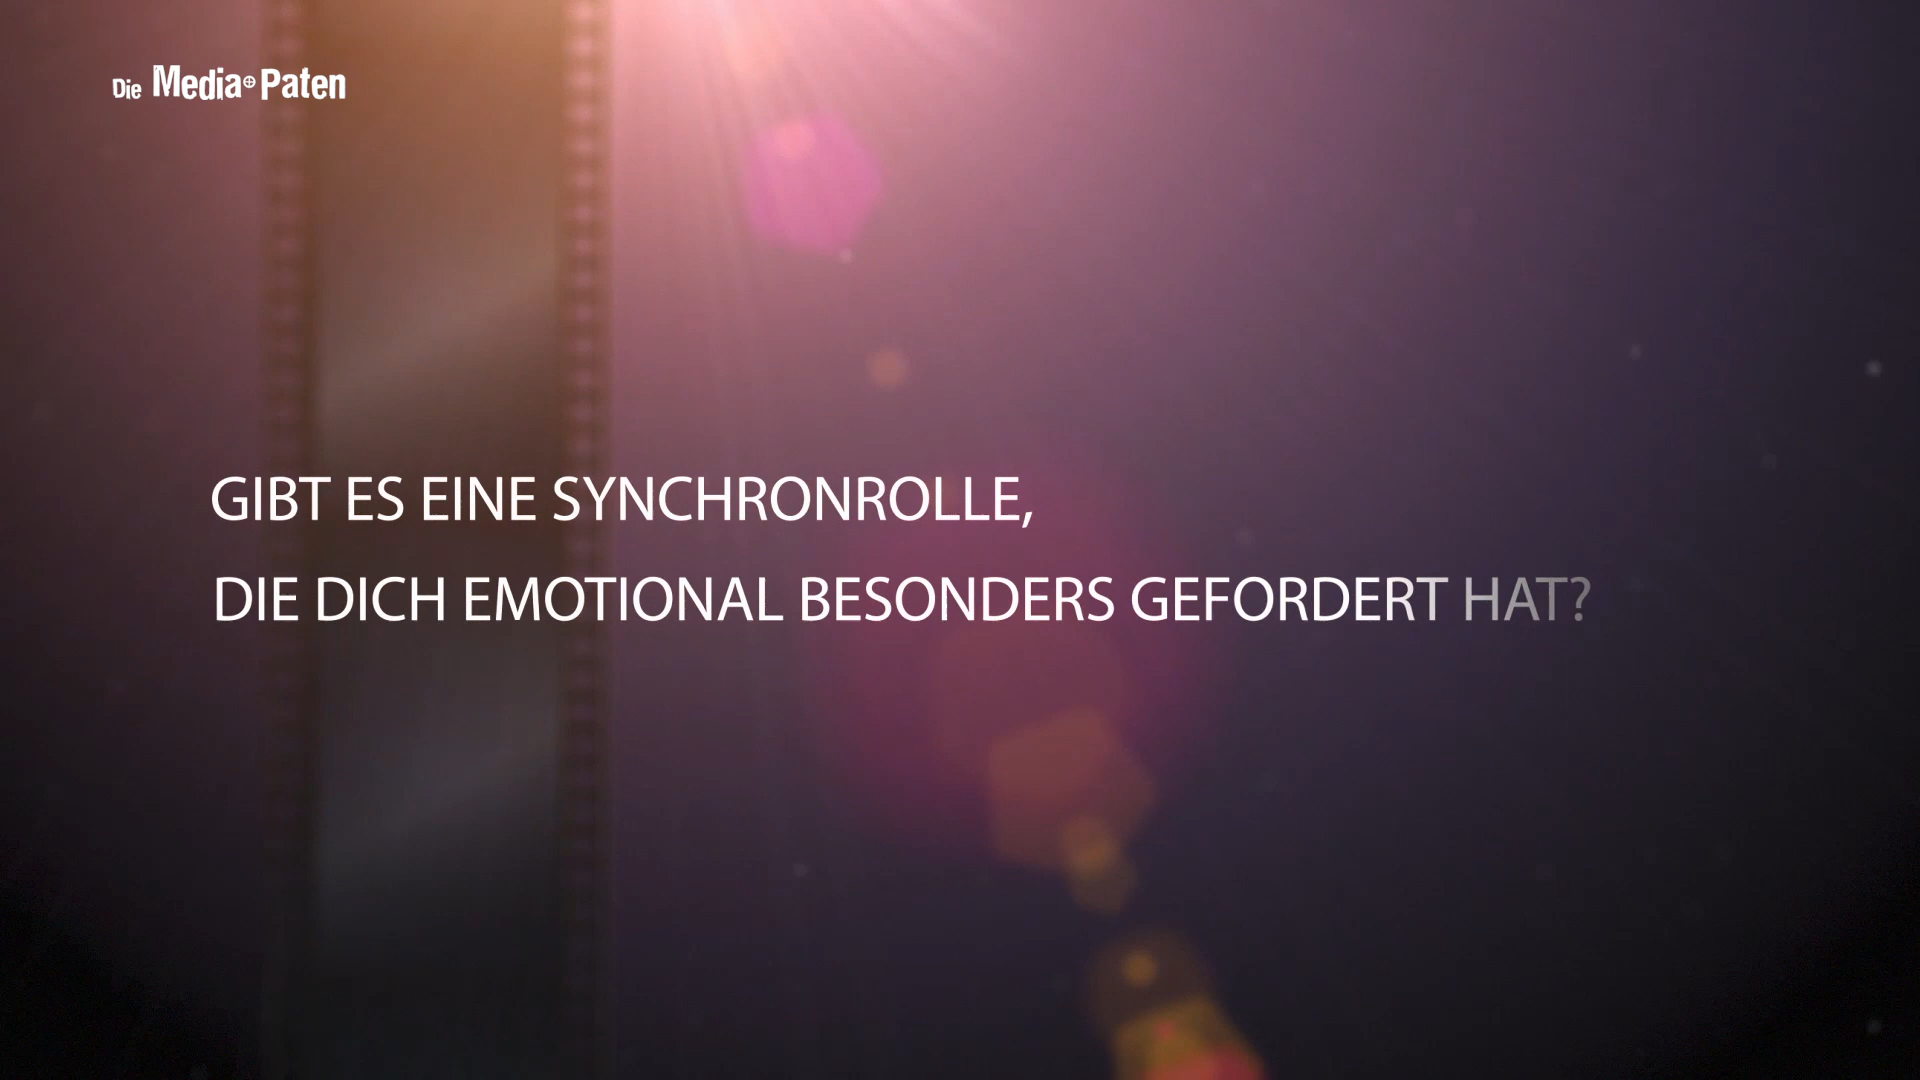 Die Media Paten
GIBT ES EINE SYNCHRONROLLE,
DIE DICH EMOTIONAL BESONDERS GEFORDERT HAT?